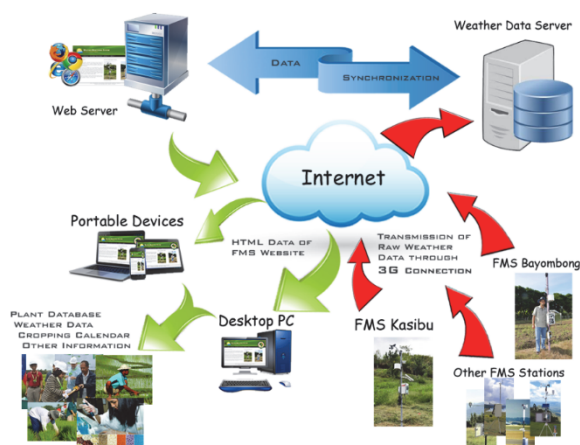 Weather Data Server
DATA
SYNCHRONIZATION
Web Server
Internet
Portable Devices
HTML DATA OF
FMS WEBSITE
TRANSMISSION OF
RAW WEATHER
DATA THROUGH
3G CONNECTION
FMS Bayombong
PLANT DATABASE
WEATHER DATA
CROPPING CALENDAR
OTHER INFORMATION
Desktop PC
FMS Kasibu
Other FMS Stations